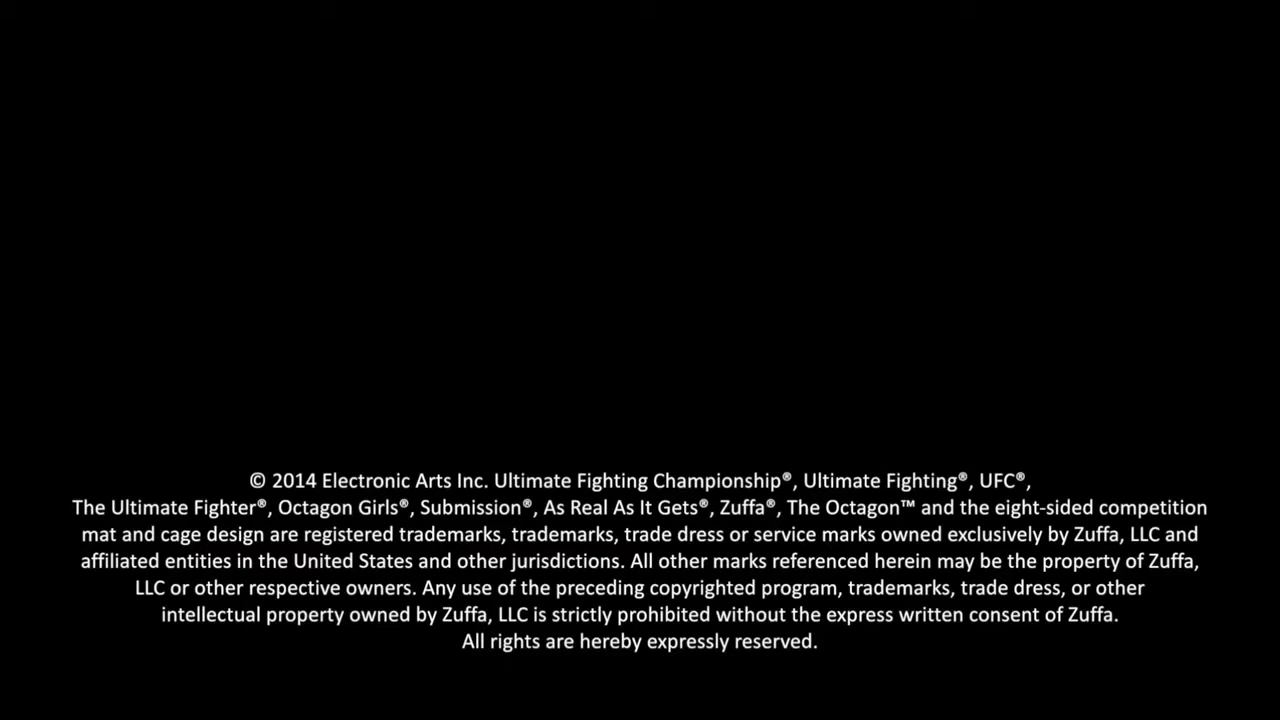 © 2014 Electronic Arts Inc. Ultimate Fighting Championship®, Ultimate Fighting®, UFC®,
The Ultimate Fighter®, Octagon Girls®, Submission®, As Real As It Gets®, Zuffa®, The Octagon™ and the eight-sided competition
mat and cage design are registered trademarks, trademarks, trade dress or service marks owned exclusively by Zuffa, LLC and
affiliated entities in the United States and other jurisdictions. All other marks referenced herein may be the property of Zuffa,
LLC or other respective owners. Any use of the preceding copyrighted program, trademarks, trade dress, or other
intellectual property owned by Zuffa, LLC is strictly prohibited without the express written consent of Zuffa.
All rights are hereby expressly reserved.